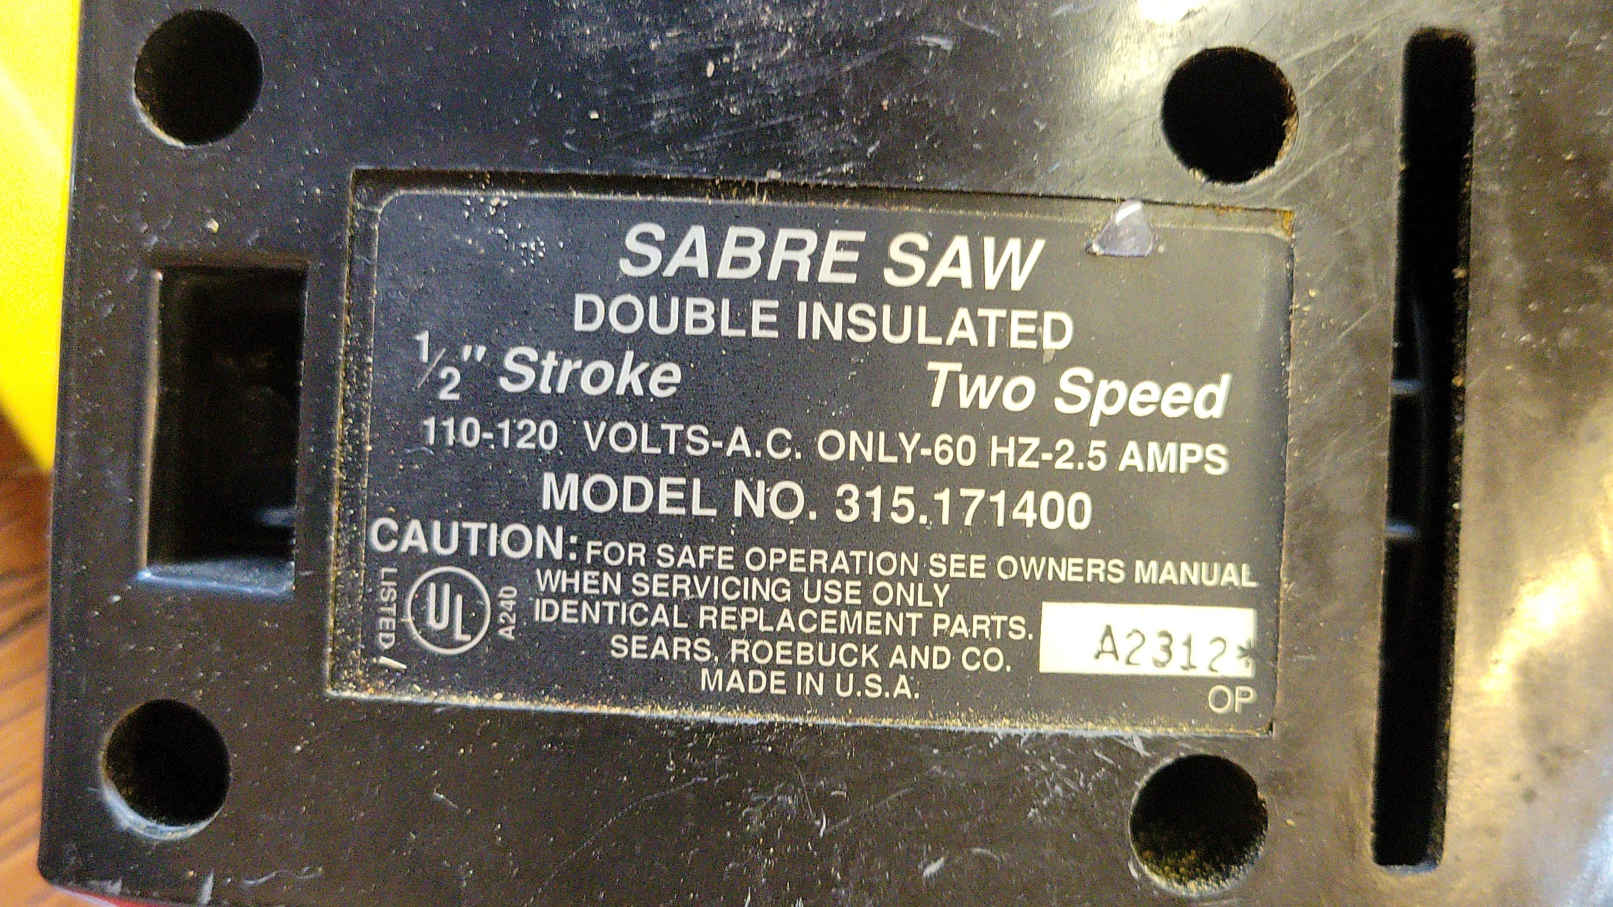 SABRE SAW
DOUBLE INSULATED
1/2" Stroke Two Speed
110-120 VOLTS-A.C. ONLY-60 HZ-2.5 AMPS
MODEL NO. 315.171400
CAUTION: FOR SAFE OPERATION SEE OWNERS MANUAL
WHEN SERVICING USE ONLY
IDENTICAL REPLACEMENT PARTS.
SEARS, ROEBUCK AND CO.
MADE IN U.S.A.
LISTED
UL
A240
A2312*
OP